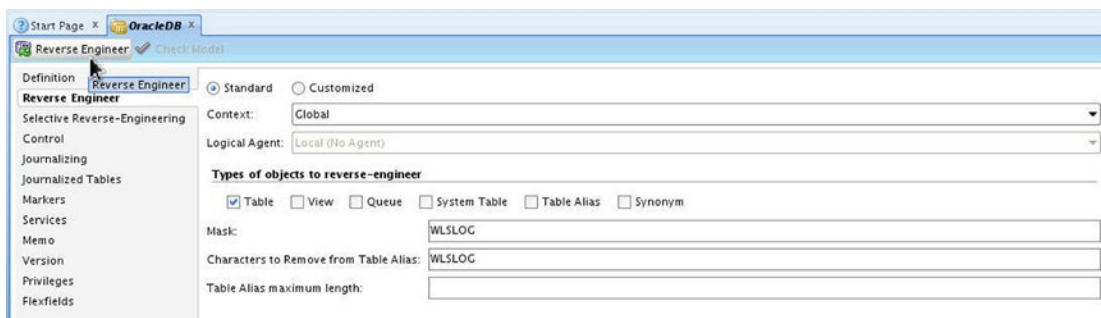 Start Page x OracleDB x
Reverse Engineer Check Model
Definition
Reverse Engineer
Reverse Engineer
Selective Reverse-Engineering
Control
Journalizing
Journalized Tables
Markers
Services
Memo
Version
Privileges
Flexfields
Standard Customized
Context: Global
Logical Agent: Local (No Agent)
Types of objects to reverse-engineer
Table View Queue System Table Table Alias Synonym
Mask: WLSLOG
Characters to Remove from Table Alias: WLSLOG
Table Alias maximum length: